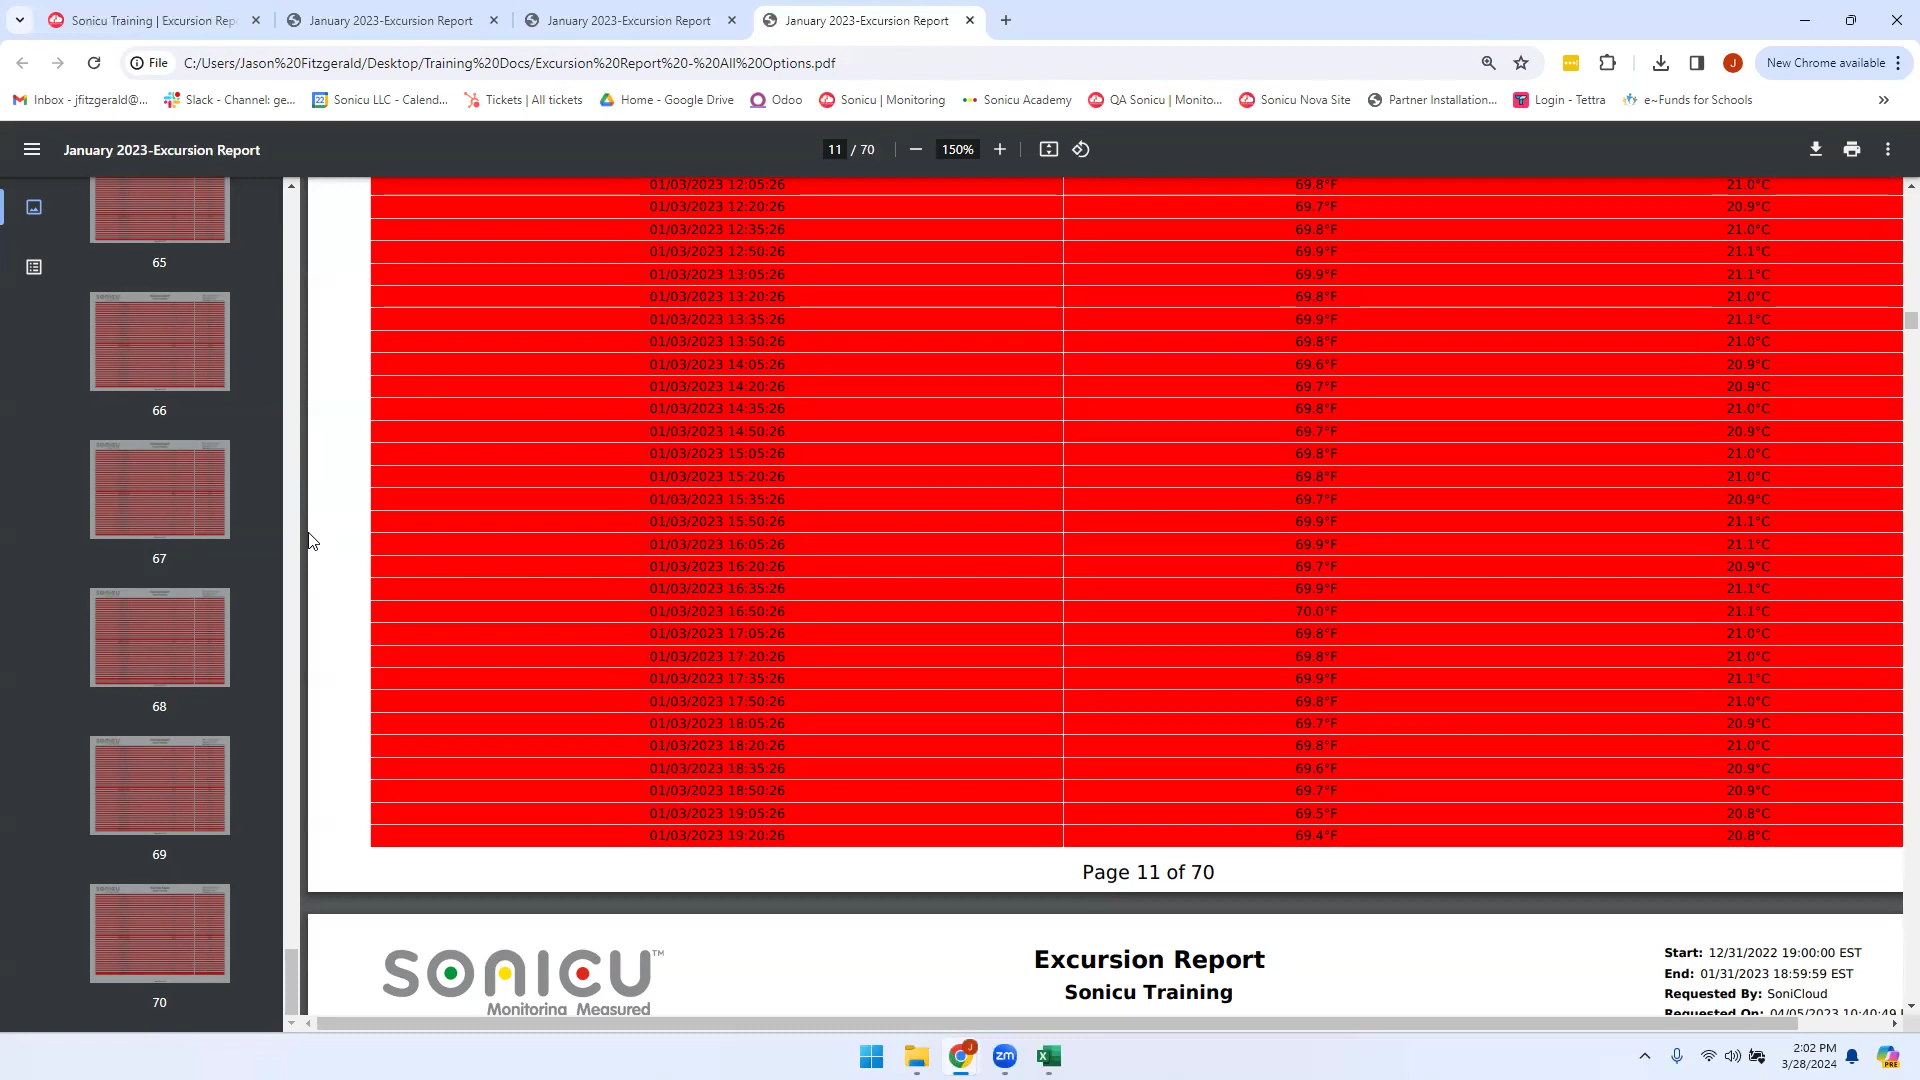 Sonicu Training | Excursion Rep
January 2023-Excursion Report
January 2023-Excursion Report
January 2023-Excursion Report
File
C:/Users/Jason%20Fitzgerald/Desktop/Training%20Docs/Excursion%20Report%20-%20All%20Options.pdf
J
New Chrome available
Inbox - jfitzgerald@...
Slack - Channel: ge...
22
Sonicu LLC - Calend...
Tickets | All tickets
Home - Google Drive
Odoo
Sonicu | Monitoring
Sonicu Academy
QA Sonicu | Monito...
Sonicu Nova Site
Partner Installation...
Login - Tettra
e~Funds for Schools
January 2023-Excursion Report
11 / 70
150%
65
66
67
68
69
70
01/03/2023 12:05:26 69.8°F 21.0°C
01/03/2023 12:20:26 69.7°F 20.9°C
01/03/2023 12:35:26 69.8°F 21.0°C
01/03/2023 12:50:26 69.9°F 21.1°C
01/03/2023 13:05:26 69.9°F 21.1°C
01/03/2023 13:20:26 69.8°F 21.0°C
01/03/2023 13:35:26 69.9°F 21.1°C
01/03/2023 13:50:26 69.8°F 21.0°C
01/03/2023 14:05:26 69.6°F 20.9°C
01/03/2023 14:20:26 69.7°F 20.9°C
01/03/2023 14:35:26 69.8°F 21.0°C
01/03/2023 14:50:26 69.7°F 20.9°C
01/03/2023 15:05:26 69.8°F 21.0°C
01/03/2023 15:20:26 69.8°F 21.0°C
01/03/2023 15:35:26 69.7°F 20.9°C
01/03/2023 15:50:26 69.9°F 21.1°C
01/03/2023 16:05:26 69.9°F 21.1°C
01/03/2023 16:20:26 69.7°F 20.9°C
01/03/2023 16:35:26 69.9°F 21.1°C
01/03/2023 16:50:26 70.0°F 21.1°C
01/03/2023 17:05:26 69.8°F 21.0°C
01/03/2023 17:20:26 69.8°F 21.0°C
01/03/2023 17:35:26 69.9°F 21.1°C
01/03/2023 17:50:26 69.8°F 21.0°C
01/03/2023 18:05:26 69.7°F 20.9°C
01/03/2023 18:20:26 69.8°F 21.0°C
01/03/2023 18:35:26 69.6°F 20.9°C
01/03/2023 18:50:26 69.7°F 20.9°C
01/03/2023 19:05:26 69.5°F 20.8°C
01/03/2023 19:20:26 69.4°F 20.8°C
Page 11 of 70
SONICU™
Monitoring Measured
Excursion Report
Sonicu Training
Start: 12/31/2022 19:00:00 EST
End: 01/31/2023 18:59:59 EST
Requested By: SoniCloud
Requested On: 04/05/2023 10:40:49
J
zm
2:02 PM
3/28/2024
PRE